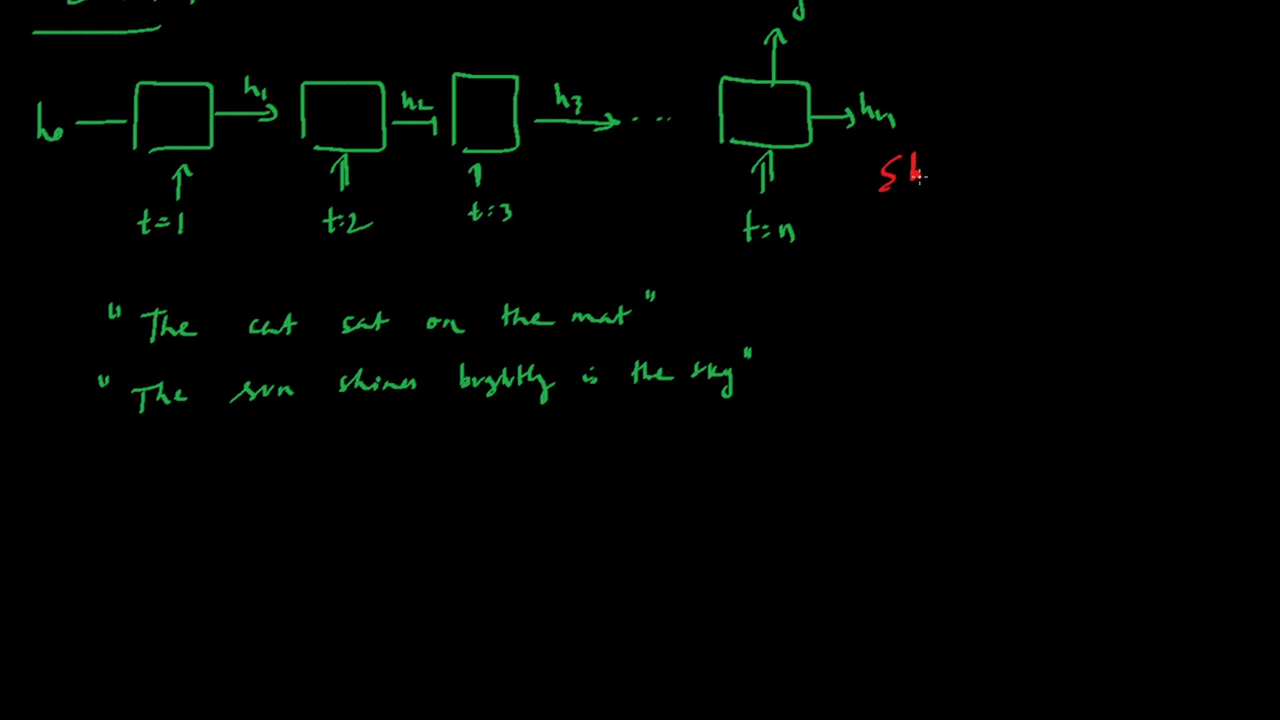 h0 h1 h2 h3 ... hn
t=1 t=2 t=3 t=n
"The cat sat on the mat"
"The sun shines brightly is the sky"